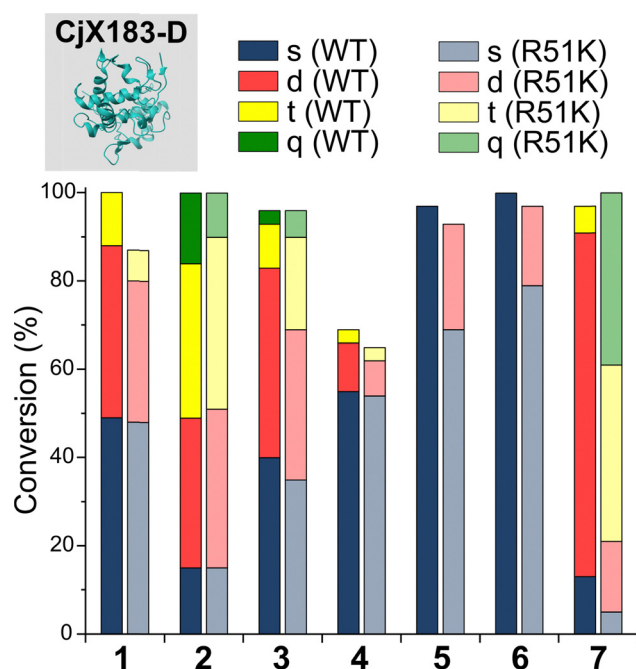 CjX183-D
s (WT)
d (WT)
t (WT)
q (WT)
s (R51K)
d (R51K)
t (R51K)
q (R51K)
Conversion (%)
100
80
60
40
20
0
1 2 3 4 5 6 7